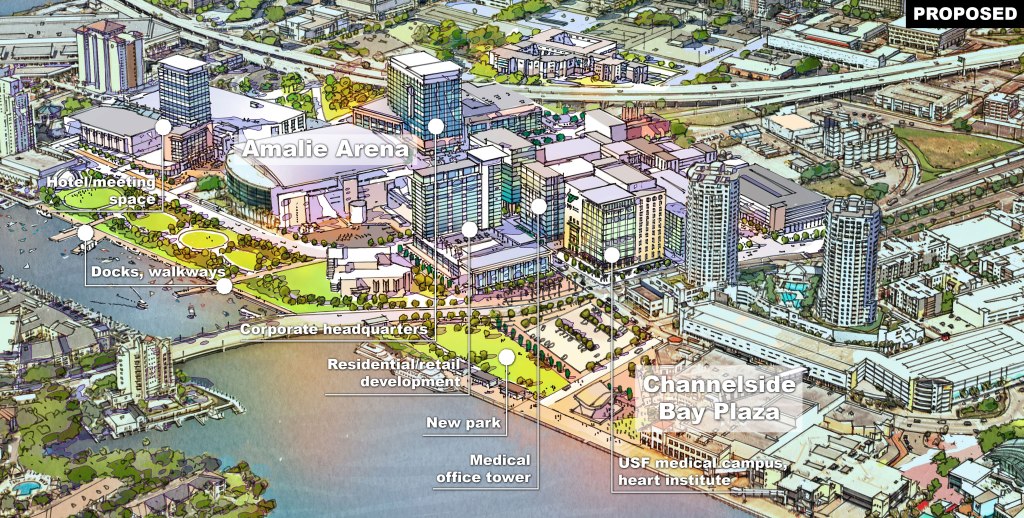 PROPOSED
Amalie Arena
Hotel/meeting
space
Docks, walkways
Corporate headquarters
Residential/retail
development
New park
Medical
office tower
Channelside
Bay Plaza
USF medical campus,
heart institute